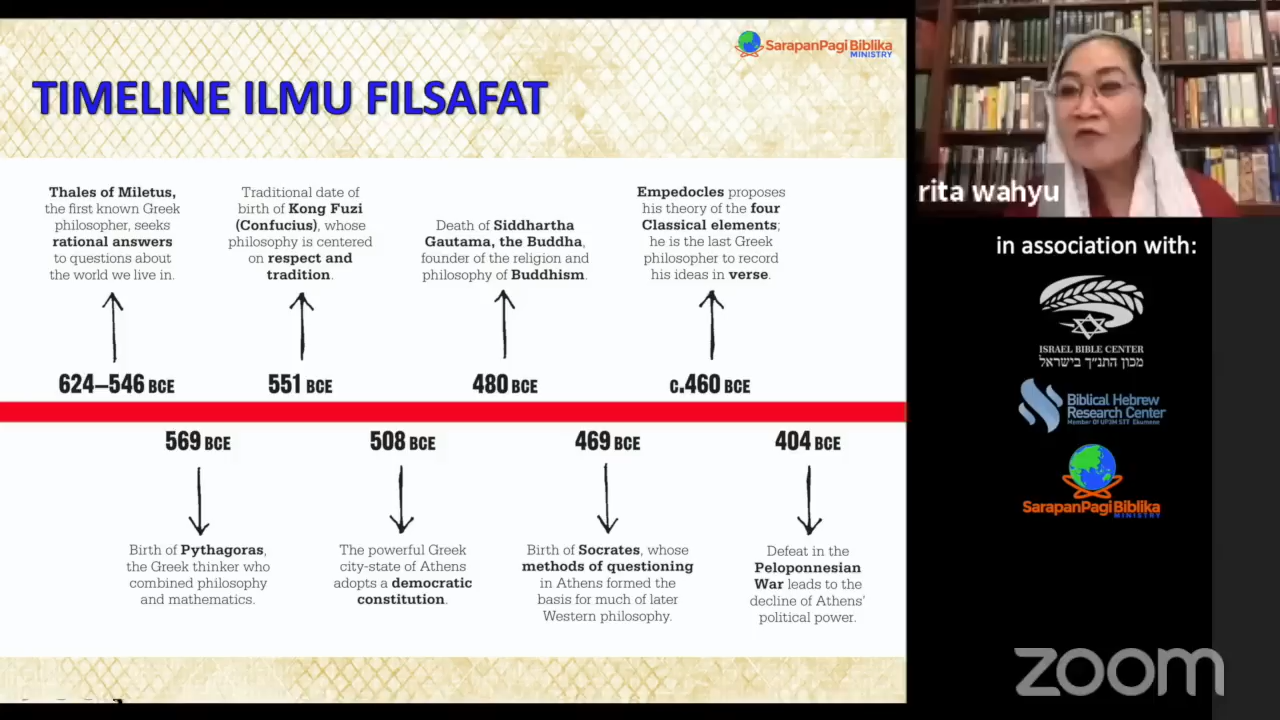 SarapanPagi Biblika
MINISTRY
TIMELINE ILMU FILSAFAT
Thales of Miletus,
the first known Greek
philosopher, seeks
rational answers
to questions about
the world we live in.
Traditional date of
birth of Kong Fuzi
(Confucius), whose
philosophy is centered
on respect and
tradition.
Death of Siddhartha
Gautama, the Buddha,
founder of the religion and
philosophy of Buddhism.
Empedocles proposes
his theory of the four
Classical elements;
he is the last Greek
philosopher to record
his ideas in verse.
624–546 BCE
551 BCE
480 BCE
c.460 BCE
569 BCE
508 BCE
469 BCE
404 BCE
Birth of Pythagoras,
the Greek thinker who
combined philosophy
and mathematics.
The powerful Greek
city-state of Athens
adopts a democratic
constitution.
Birth of Socrates, whose
methods of questioning
in Athens formed the
basis for much of later
Western philosophy.
Defeat in the
Peloponnesian
War leads to the
decline of Athens'
political power.
rita wahyu
in association with:
ISRAEL BIBLE CENTER
מכון התנ״ך בישראל
Biblical Hebrew
Research Center
Member Of UP3M STT Ekumene
SarapanPagi Biblika
MINISTRY
zoom